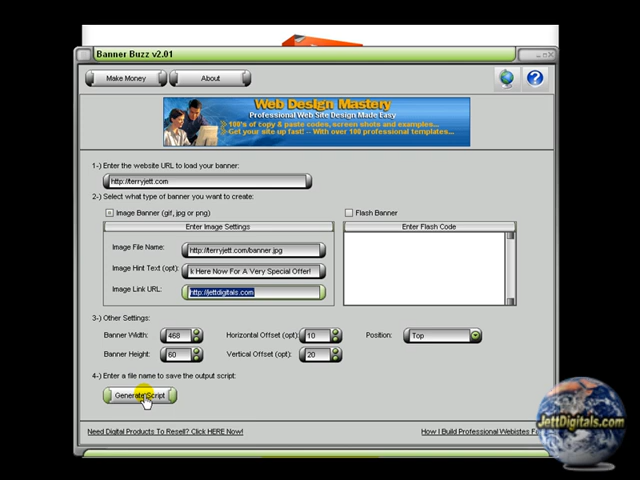 Banner Buzz v2.01
Make Money
About
Web Design Mastery
Professional Web Site Design Made Easy
100's of copy & paste codes, screen shots and examples...
Get your site up fast! -- With over 100 professional templates...
1-) Enter the website URL to load your banner:
http://terryjett.com
2-) Select what type of banner you want to create:
Image Banner (gif, jpg or png)
Flash Banner
Enter Image Settings
Enter Flash Code
Image File Name:
http://terryjett.com/banner.jpg
Image Hint Text (opt):
k Here Now For A Very Special Offer!
Image Link URL:
http://jettdigitals.com
3-) Other Settings:
Banner Width:
468
Horizontal Offset (opt):
10
Position:
Top
Banner Height:
60
Vertical Offset (opt):
20
4-) Enter a file name to save the output script:
Generate Script
Need Digital Products To Resell? Click HERE Now!
How I Build Professional Webistes F
JettDigitals.com